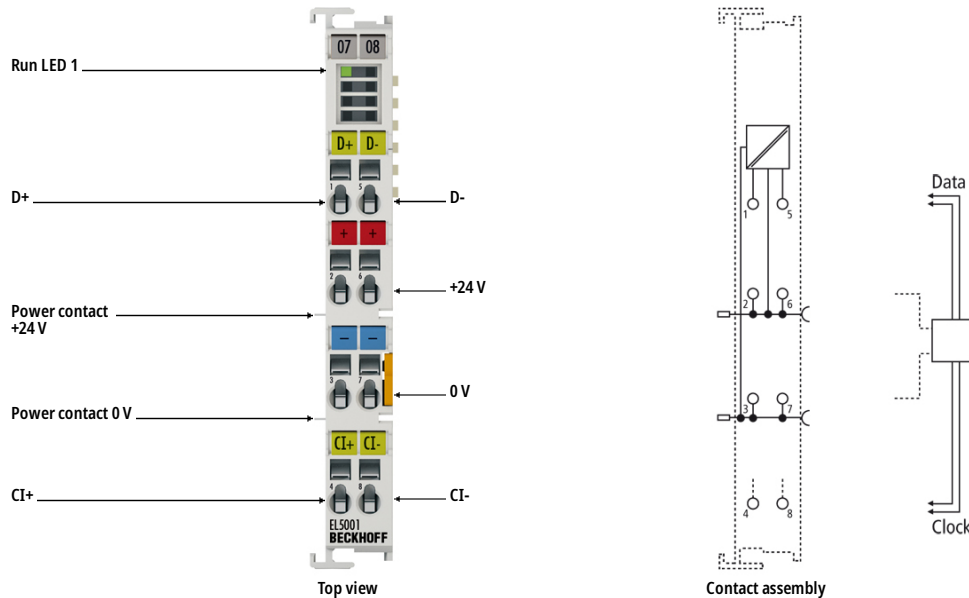 07 08
Run LED 1
D+ D-
D+
D-
1 5
+ +
2 6
+24 V
Power contact
+24 V
− −
3 7
0 V
Power contact 0 V
CI+ CI-
4 8
CI+
CI-
EL5001
BECKHOFF
Top view
1 5
2 6
3 7
4 8
Contact assembly
Data
Clock